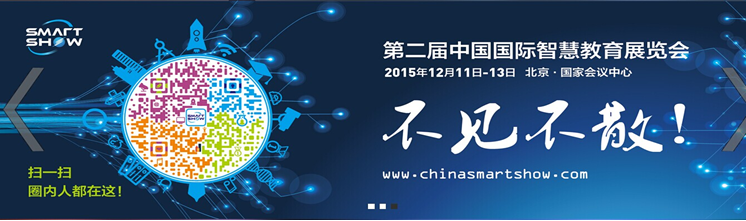 SMART
SHOW
第二届中国国际智慧教育展览会
2015年12月11日-13日 北京·国家会议中心
不见不散!
www.chinasmartshow.com
SMART
SHOW
扫一扫
圈内人都在这!